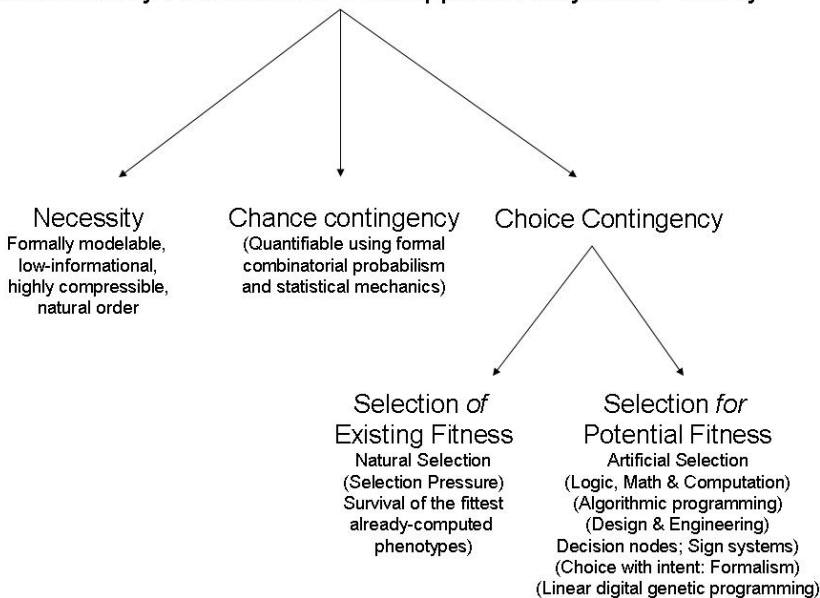 Necessity
Formally modelable,
low-informational,
highly compressible,
natural order
Chance contingency
(Quantifiable using formal
combinatorial probabilism
and statistical mechanics)
Choice Contingency
Selection of
Existing Fitness
Natural Selection
(Selection Pressure)
Survival of the fittest
already-computed
phenotypes)
Selection for
Potential Fitness
Artificial Selection
(Logic, Math & Computation)
(Algorithmic programming)
(Design & Engineering)
Decision nodes; Sign systems)
(Choice with intent: Formalism)
(Linear digital genetic programming)